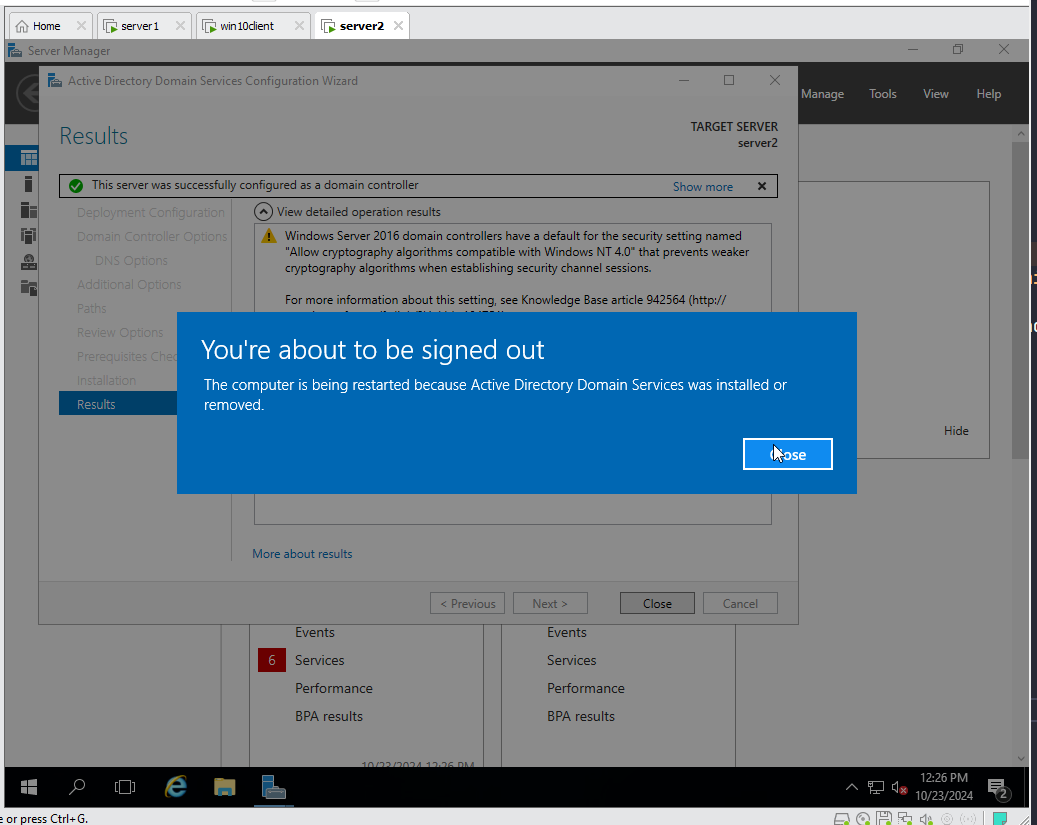 Home
server1
win10client
server2
Server Manager
Manage
Tools
View
Help
Active Directory Domain Services Configuration Wizard
Results
TARGET SERVER
server2
This server was successfully configured as a domain controller
Show more
Deployment Configuration
Domain Controller Options
DNS Options
Additional Options
Paths
Review Options
Prerequisites Chec
Installation
Results
View detailed operation results
Windows Server 2016 domain controllers have a default for the security setting named
"Allow cryptography algorithms compatible with Windows NT 4.0" that prevents weaker
cryptography algorithms when establishing security channel sessions.
For more information about this setting, see Knowledge Base article 942564 (http://
You're about to be signed out
The computer is being restarted because Active Directory Domain Services was installed or
removed.
Hide
More about results
< Previous
Next >
Close
Cancel
Events
6
Services
Performance
BPA results
10/23/2024 12:26 PM
Events
Services
Performance
BPA results
12:26 PM
10/23/2024
2
e or press Ctrl+G.